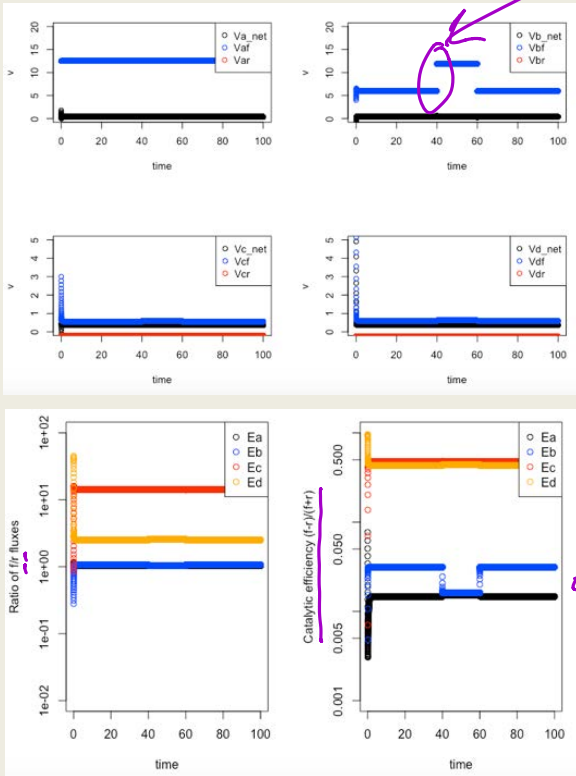 v
20
15
10
5
0
Va_net
Vaf
Var
0 20 40 60 80 100
time
v
20
15
10
5
0
Vb_net
Vbf
Vbr
0 20 40 60 80 100
time
v
5
4
3
2
1
0
Vc_net
Vcf
Vcr
0 20 40 60 80 100
time
v
5
4
3
2
1
0
Vd_net
Vdf
Vdr
0 20 40 60 80 100
time
Ratio of f/r fluxes
1e+02
1e+01
1e+00
1e-01
1e-02
Ea
Eb
Ec
Ed
0 20 40 60 80 100
time
Catalytic efficiency (f-r)/(f+r)
0.500
0.050
0.005
0.001
Ea
Eb
Ec
Ed
0 20 40 60 80 100
time